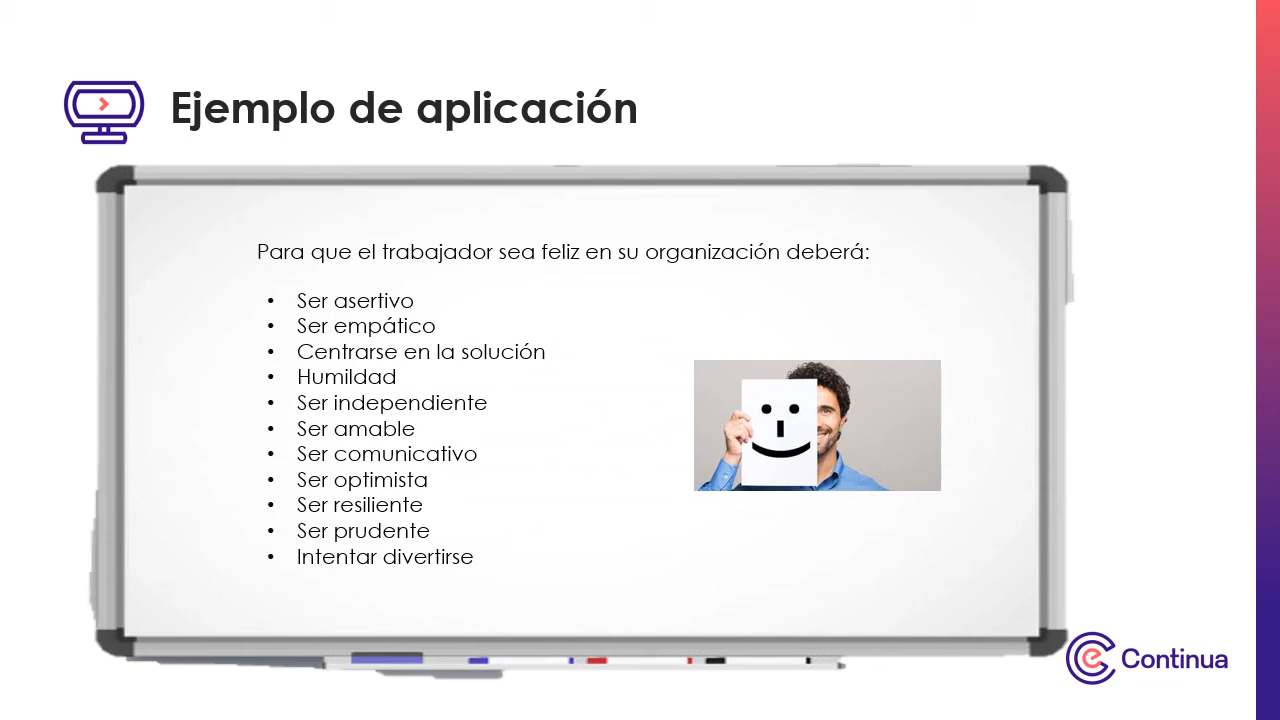 Ejemplo de aplicación
Para que el trabajador sea feliz en su organización deberá:
• Ser asertivo
• Ser empático
• Centrarse en la solución
• Humildad
• Ser independiente
• Ser amable
• Ser comunicativo
• Ser optimista
• Ser resiliente
• Ser prudente
• Intentar divertirse
Continua